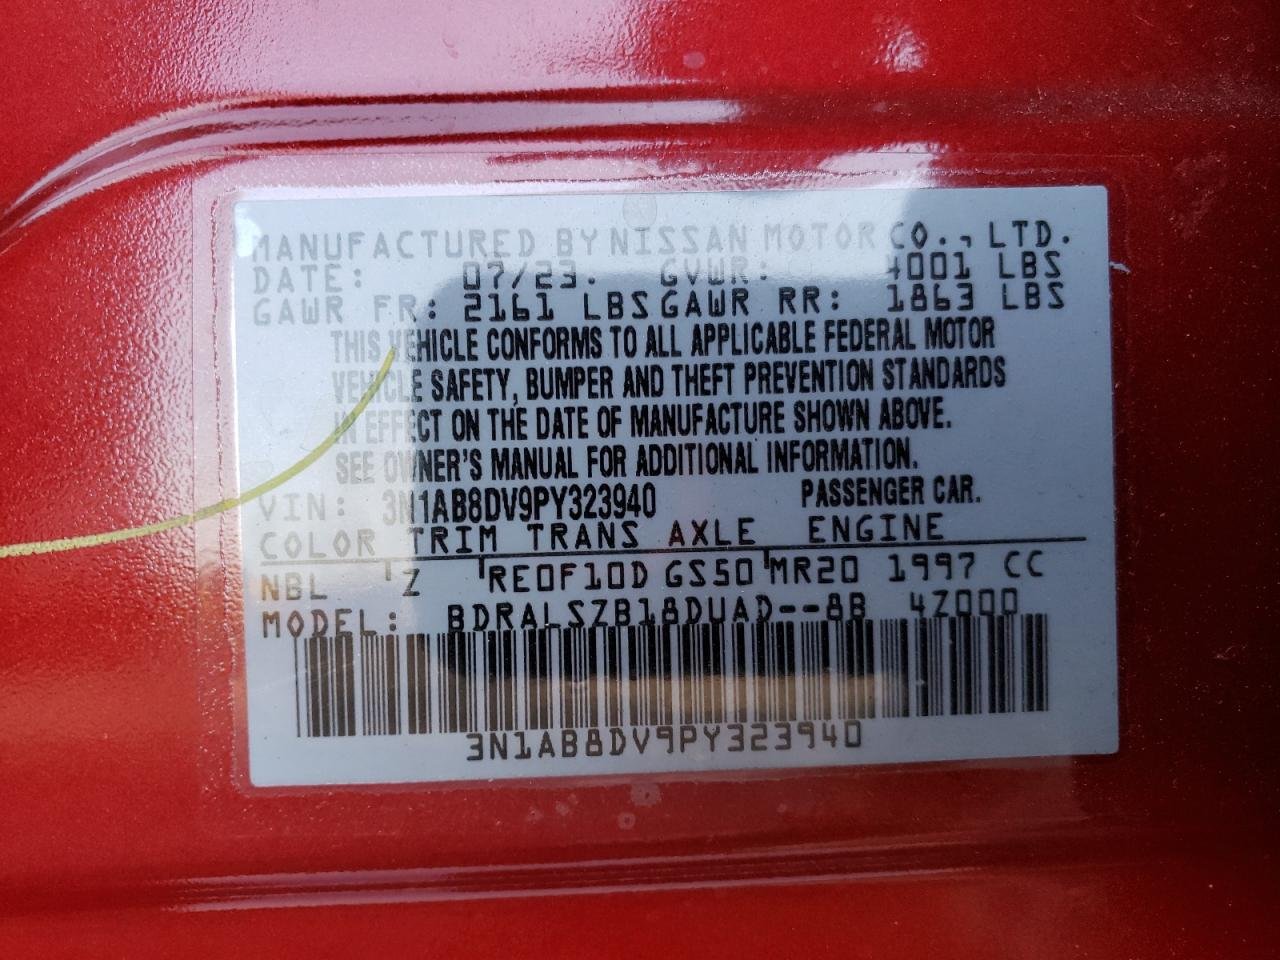 MANUFACTURED BY NISSAN MOTOR CO., LTD.
DATE: 07/23. GVWR: 4001 LBS
GAWR FR: 2161 LBS GAWR RR: 1863 LBS
THIS VEHICLE CONFORMS TO ALL APPLICABLE FEDERAL MOTOR
VEHICLE SAFETY, BUMPER AND THEFT PREVENTION STANDARDS
IN EFFECT ON THE DATE OF MANUFACTURE SHOWN ABOVE.
SEE OWNER'S MANUAL FOR ADDITIONAL INFORMATION.
VIN: 3N1AB8DV9PY323940 PASSENGER CAR.
COLOR TRIM TRANS AXLE ENGINE
NBL ' Z 'RE0F10D GS50'MR20 1997 CC
MODEL: BDRALSZB18DUAD--8B 4Z000
3N1AB8DV9PY323940